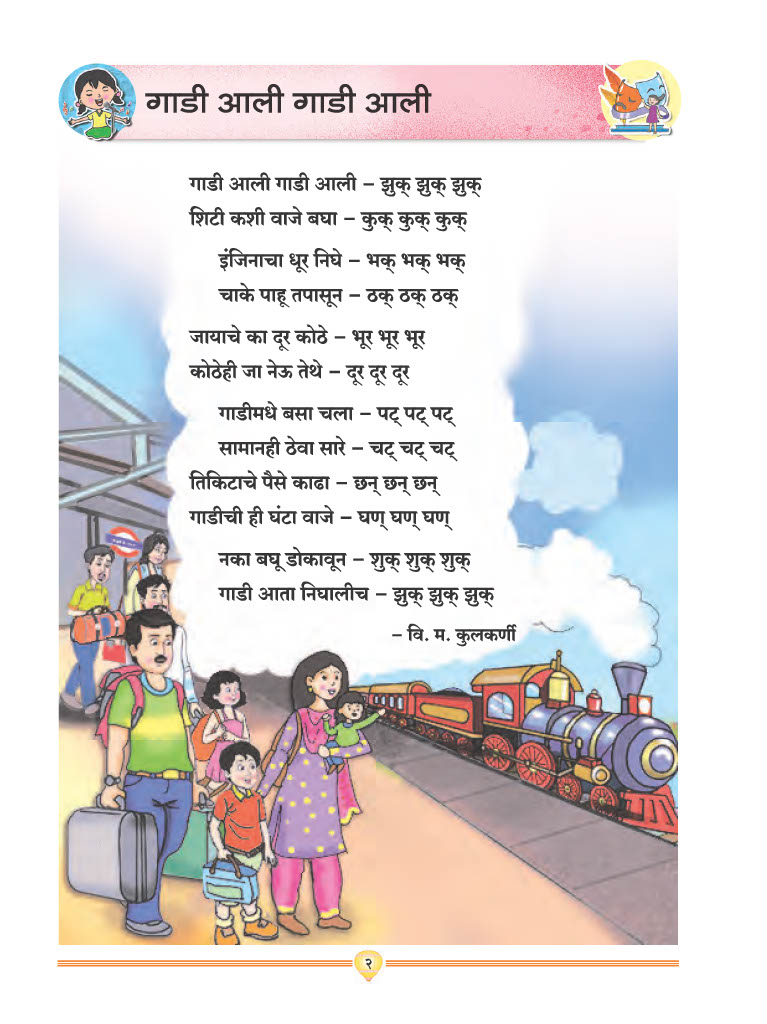 गाडी आली गाडी आली
गाडी आली गाडी आली – झुक् झुक् झुक्
शिटी कशी वाजे बघा – कुक् कुक् कुक्
इंजिनाचा धूर निघे – भक् भक् भक्
चाके पाहू तपासून – ठक् ठक् ठक्
जायाचे का दूर कोठे – भूर भूर भूर
कोठेही जा नेऊ तेथे – दूर दूर दूर
गाडीमधे बसा चला – पट् पट् पट्
सामानही ठेवा सारे – चट् चट् चट्
तिकिटाचे पैसे काढा – छन् छन् छन्
गाडीची ही घंटा वाजे – घण् घण् घण्
नका बघू डोकावून – शुक् शुक् शुक्
गाडी आता निघालीच – झुक् झुक् झुक्
– वि. म. कुलकर्णी
२